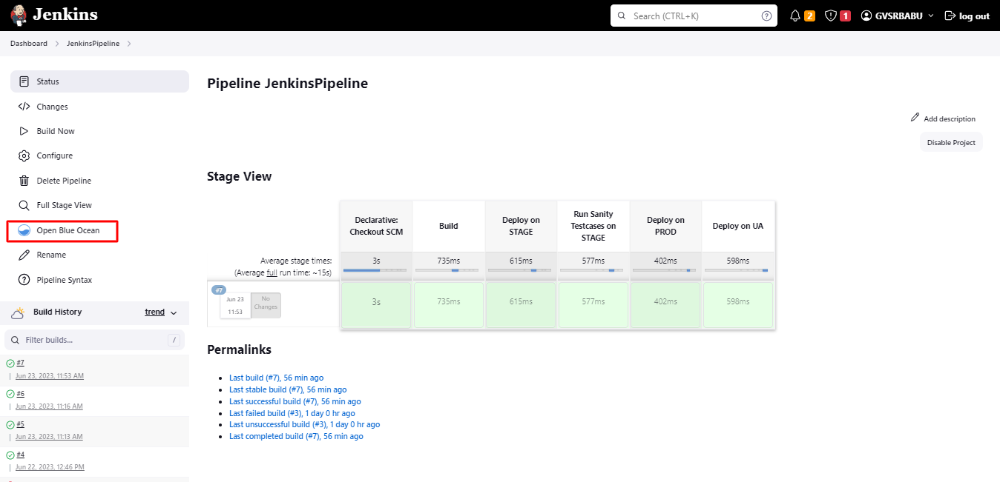 Jenkins
Search (CTRL+K)
?
2
1
GVSRBABU
log out
Dashboard
JenkinsPipeline
Status
Changes
Build Now
Configure
Delete Pipeline
Full Stage View
Open Blue Ocean
Rename
Pipeline Syntax
Build History
trend
Filter builds...
/
#7
Jun 23, 2023, 11:53 AM
#6
Jun 23, 2023, 11:16 AM
#5
Jun 23, 2023, 11:13 AM
#4
Jun 22, 2023, 12:46 PM
Pipeline JenkinsPipeline
Add description
Disable Project
Stage View
Declarative:
Checkout SCM
Build
Deploy on
STAGE
Run Sanity
Testcases on
STAGE
Deploy on
PROD
Deploy on UA
Average stage times:
(Average full run time: ~15s)
3s
735ms
615ms
577ms
402ms
598ms
#7
Jun 23
11:53
No
Changes
3s
735ms
615ms
577ms
402ms
598ms
Permalinks
Last build (#7), 56 min ago
Last stable build (#7), 56 min ago
Last successful build (#7), 56 min ago
Last failed build (#3), 1 day 0 hr ago
Last unsuccessful build (#3), 1 day 0 hr ago
Last completed build (#7), 56 min ago